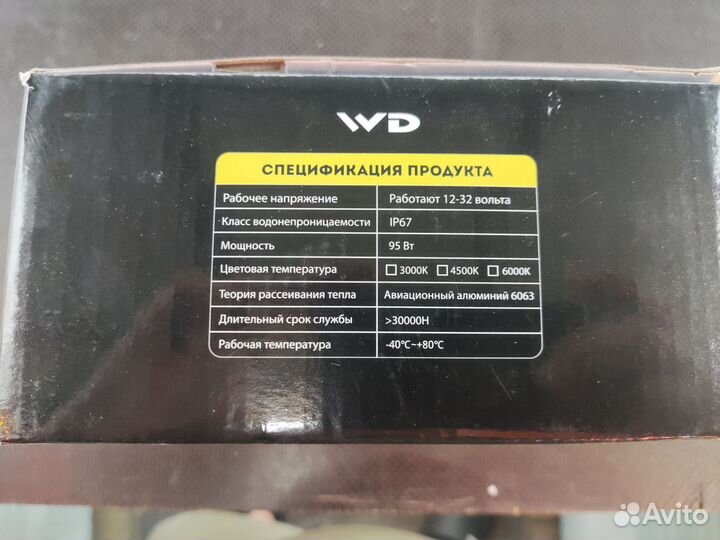 WD
СПЕЦИФИКАЦИЯ ПРОДУКТА
Рабочее напряжение Работают 12-32 вольта
Класс водонепроницаемости IP67
Мощность 95 Вт
Цветовая температура 3000K 4500K 6000K
Теория рассеивания тепла Авиационный алюминий 6063
Длительный срок службы >30000H
Рабочая температура -40℃~+80℃
Avito